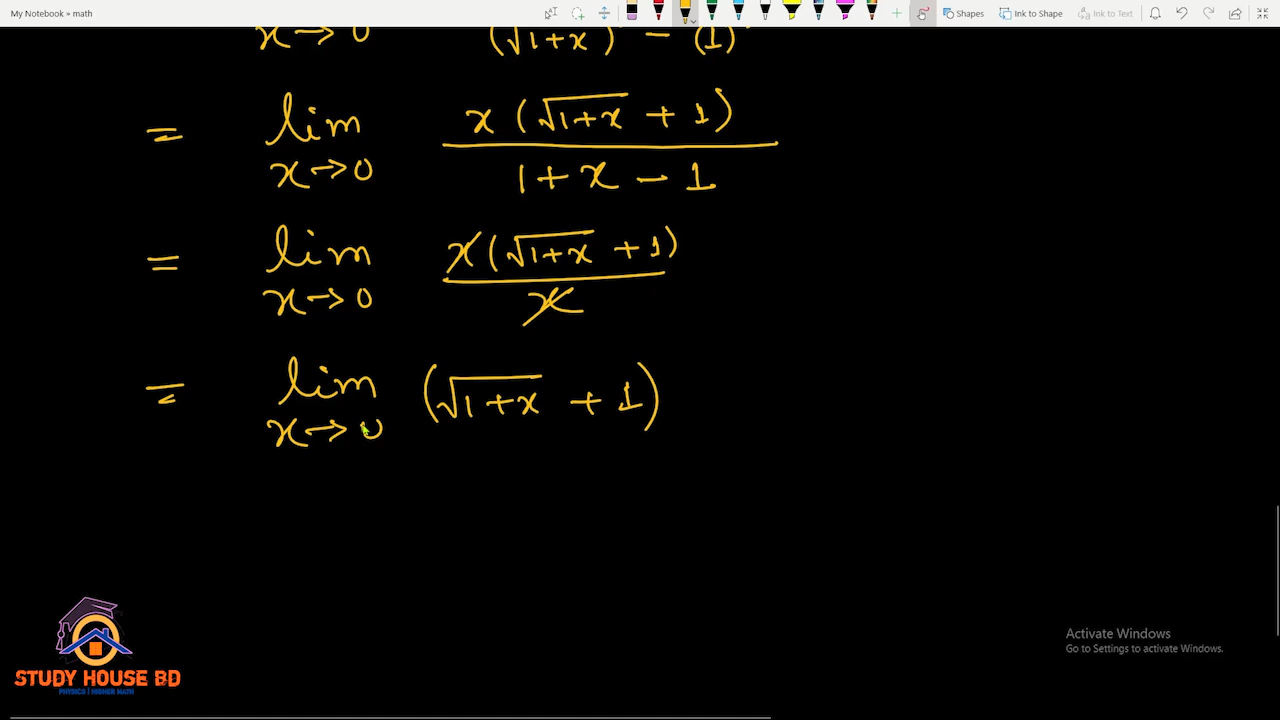 My Notebook » math
Shapes Ink to Shape Ink to Text
x→0 (√1+x) - (1)
= lim x→0 x(√1+x + 1) / 1 + x - 1
= lim x→0 x(√1+x + 1) / x
= lim x→0 (√1+x + 1)
Activate Windows
Go to Settings to activate Windows.
STUDY HOUSE BD
PHYSICS | HIGHER MATH